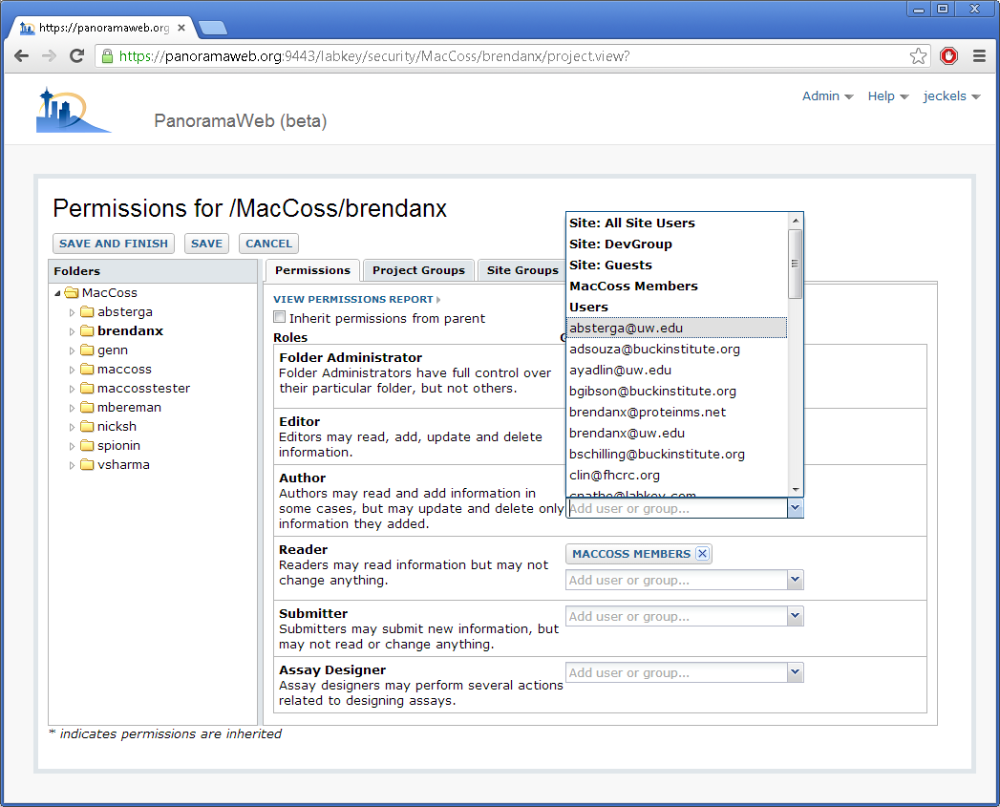 https://panoramaweb.org
https://panoramaweb.org:9443/labkey/security/MacCoss/brendanx/project.view?
Admin
Help
jeckels
PanoramaWeb (beta)
Permissions for /MacCoss/brendanx
SAVE AND FINISH
SAVE
CANCEL
Folders
MacCoss
absterga
brendanx
genn
maccoss
maccosstester
mbereman
nicksh
spionin
vsharma
Permissions
Project Groups
Site Groups
VIEW PERMISSIONS REPORT
Inherit permissions from parent
Roles
Folder Administrator
Folder Administrators have full control over
their particular folder, but not others.
Editor
Editors may read, add, update and delete
information.
Author
Authors may read and add information in
some cases, but may update and delete only
information they added.
Site: All Site Users
Site: DevGroup
Site: Guests
MacCoss Members
Users
absterga@uw.edu
adsouza@buckinstitute.org
ayadlin@uw.edu
bgibson@buckinstitute.org
brendanx@proteinms.net
brendanx@uw.edu
bschilling@buckinstitute.org
clin@fhcrc.org
Add user or group...
Reader
Readers may read information but may not
change anything.
MACCOSS MEMBERS
Add user or group...
Submitter
Submitters may submit new information, but
may not read or change anything.
Add user or group...
Assay Designer
Assay designers may perform several actions
related to designing assays.
Add user or group...
* indicates permissions are inherited